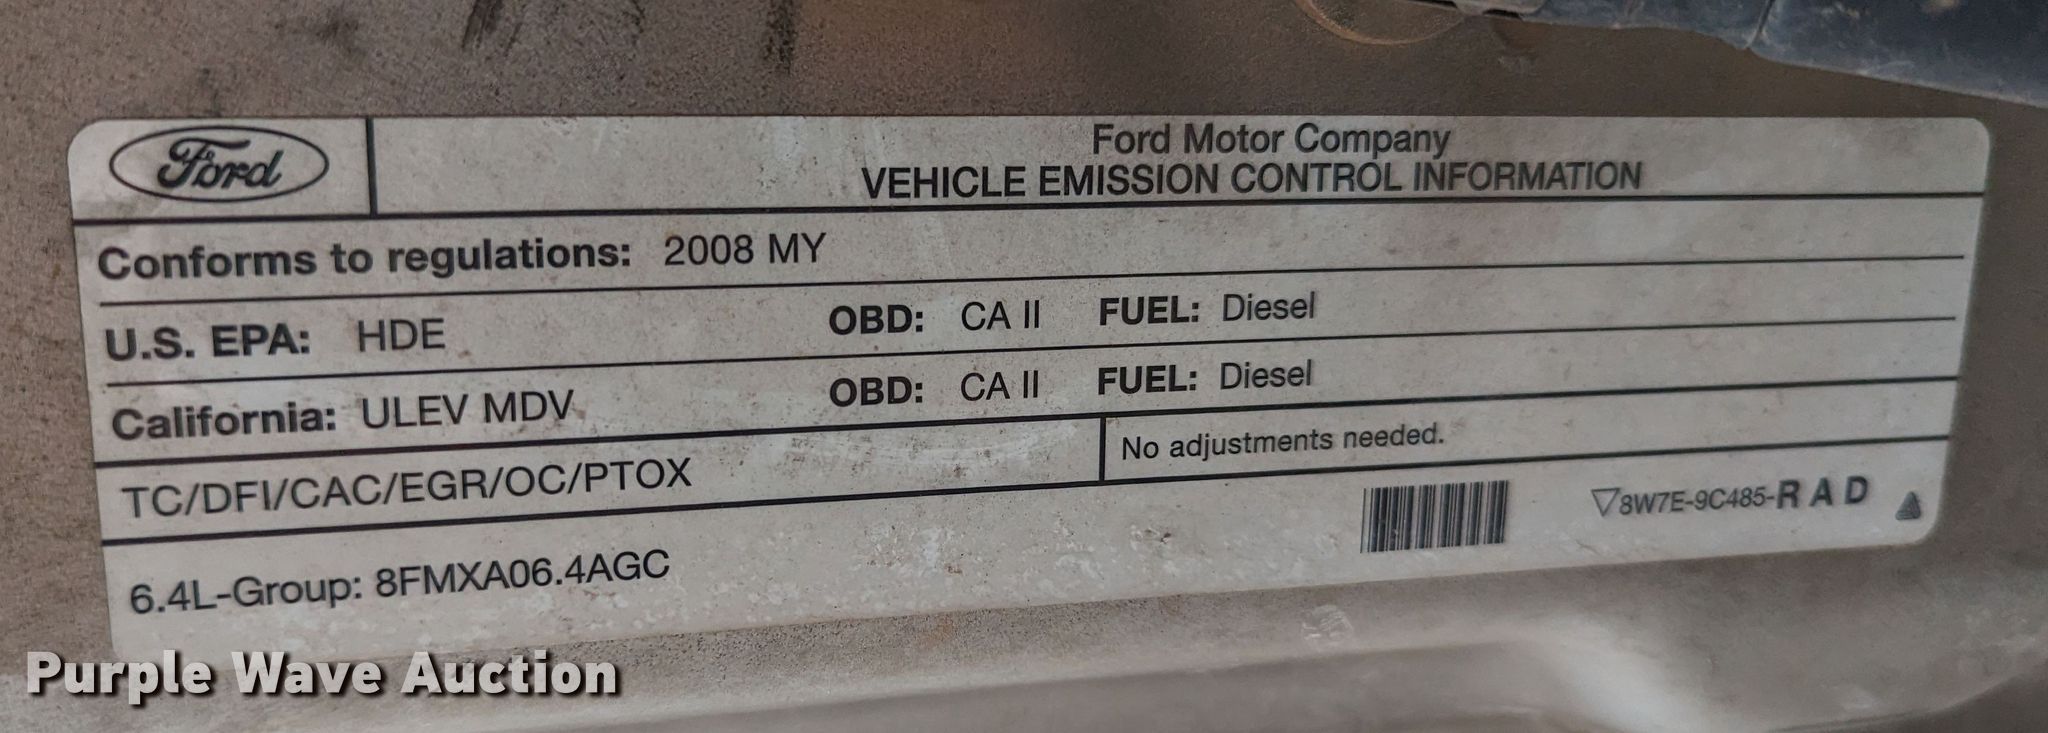 Ford
Ford Motor Company
VEHICLE EMISSION CONTROL INFORMATION
Conforms to regulations: 2008 MY
U.S. EPA: HDE OBD: CA II FUEL: Diesel
California: ULEV MDV OBD: CA II FUEL: Diesel
TC/DFI/CAC/EGR/OC/PTOX
No adjustments needed.
6.4L-Group: 8FMXA06.4AGC
▽8W7E-9C485-R A D
Purple Wave Auction